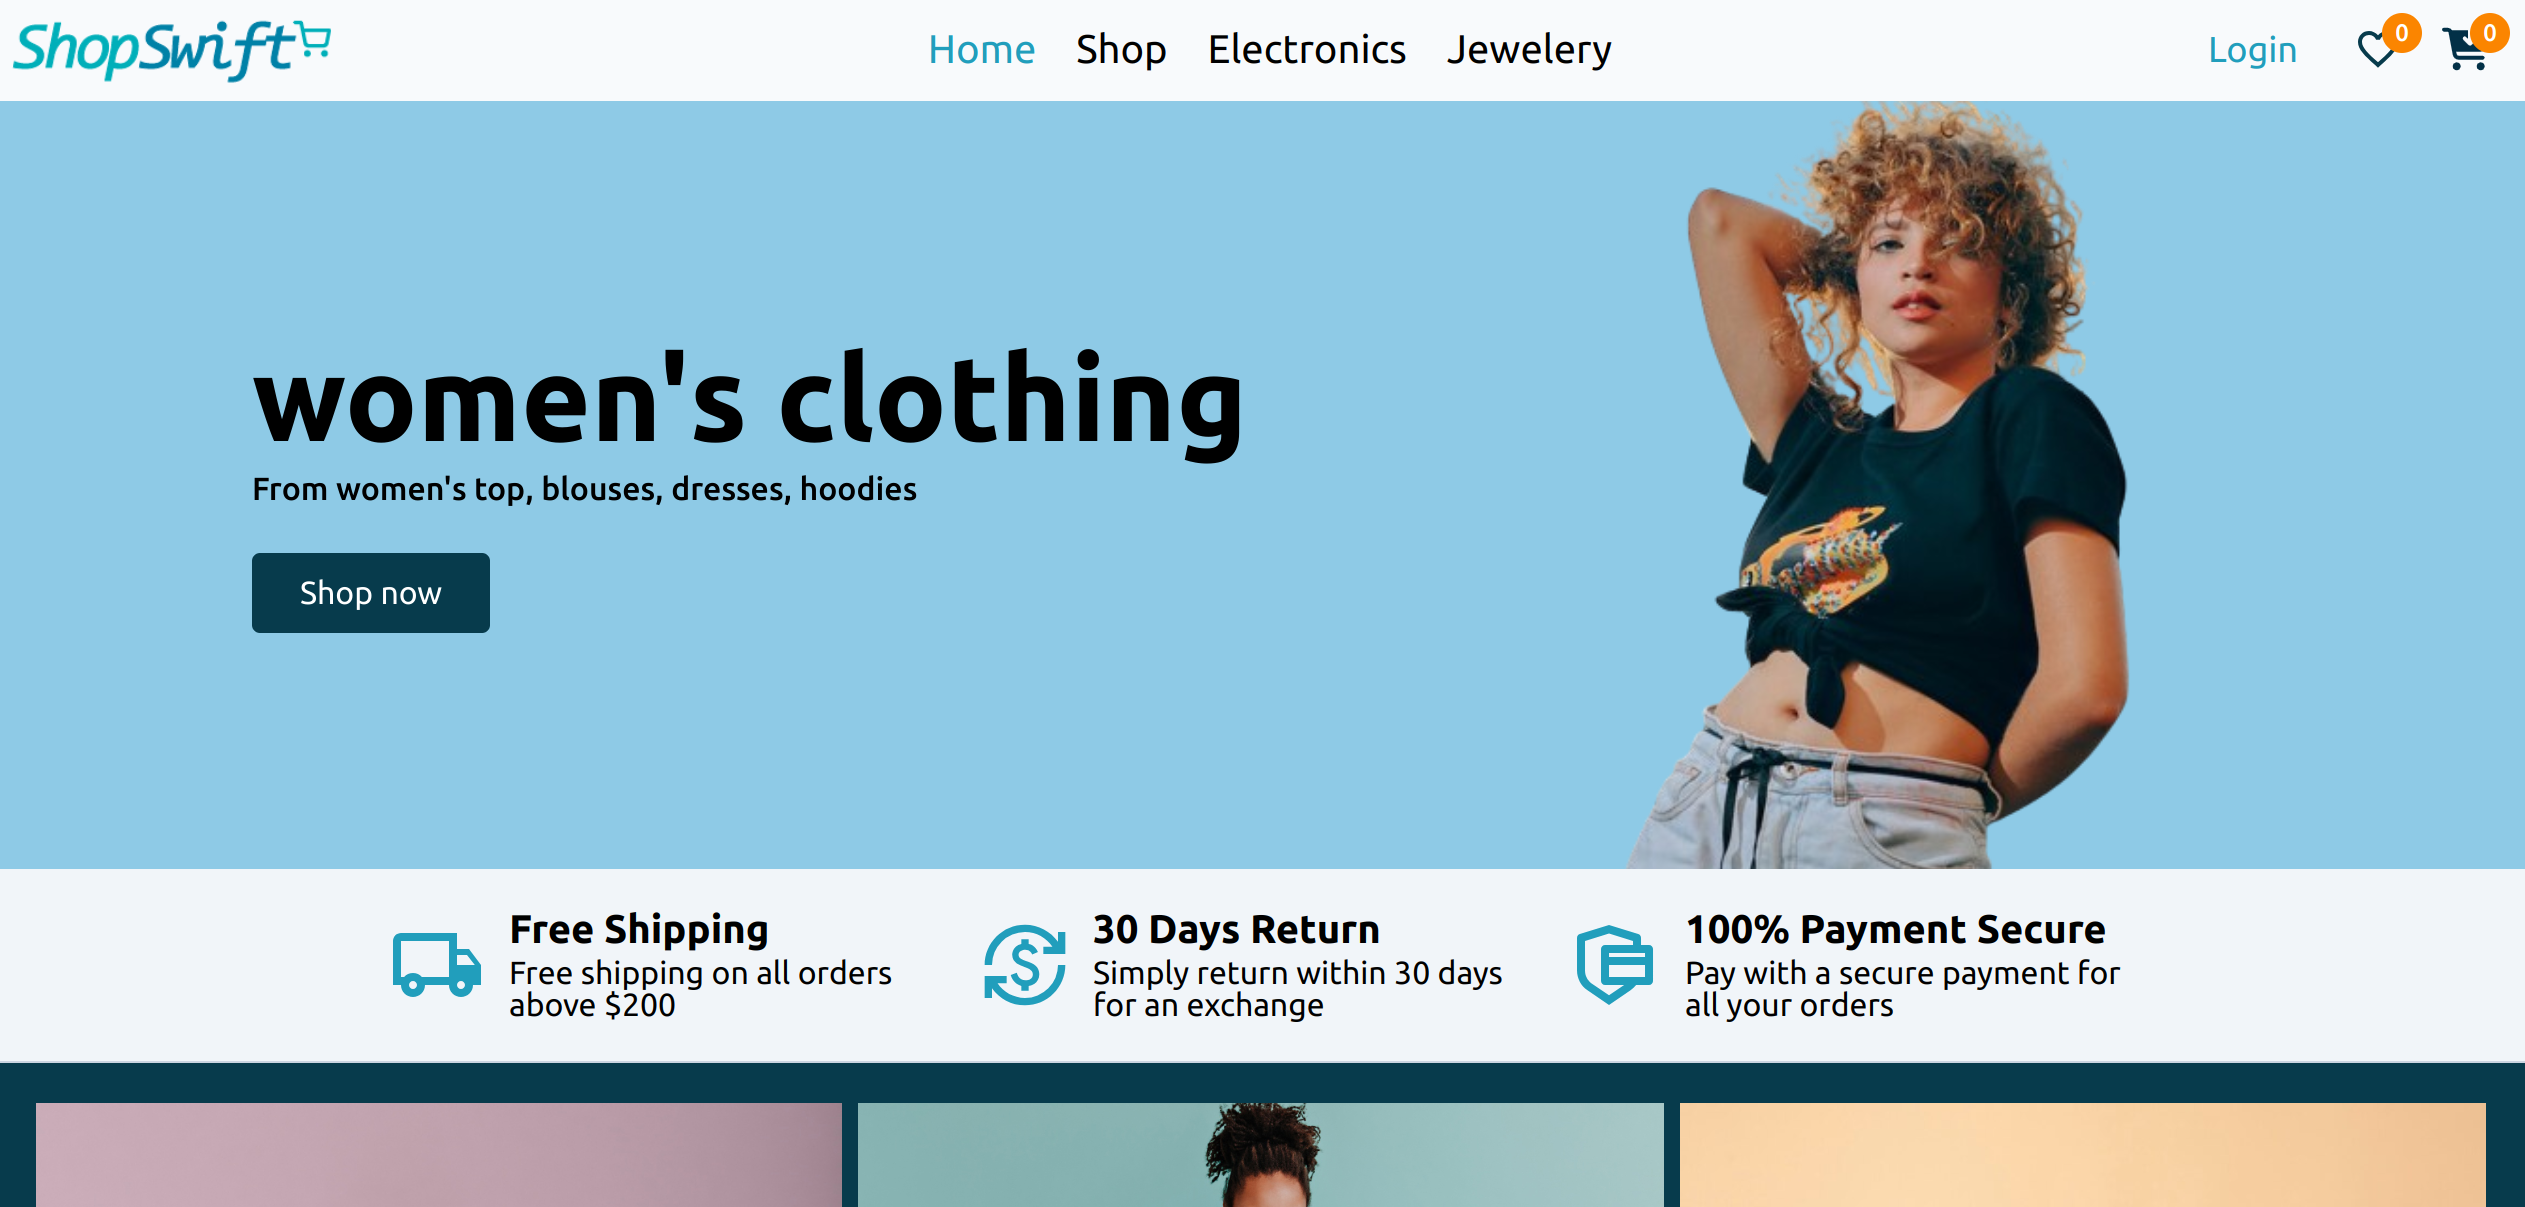 ShopSwift
Home Shop Electronics Jewelery
Login 0 0
women's clothing
From women's top, blouses, dresses, hoodies
Shop now
Free Shipping
Free shipping on all orders
above $200
30 Days Return
Simply return within 30 days
for an exchange
100% Payment Secure
Pay with a secure payment for
all your orders